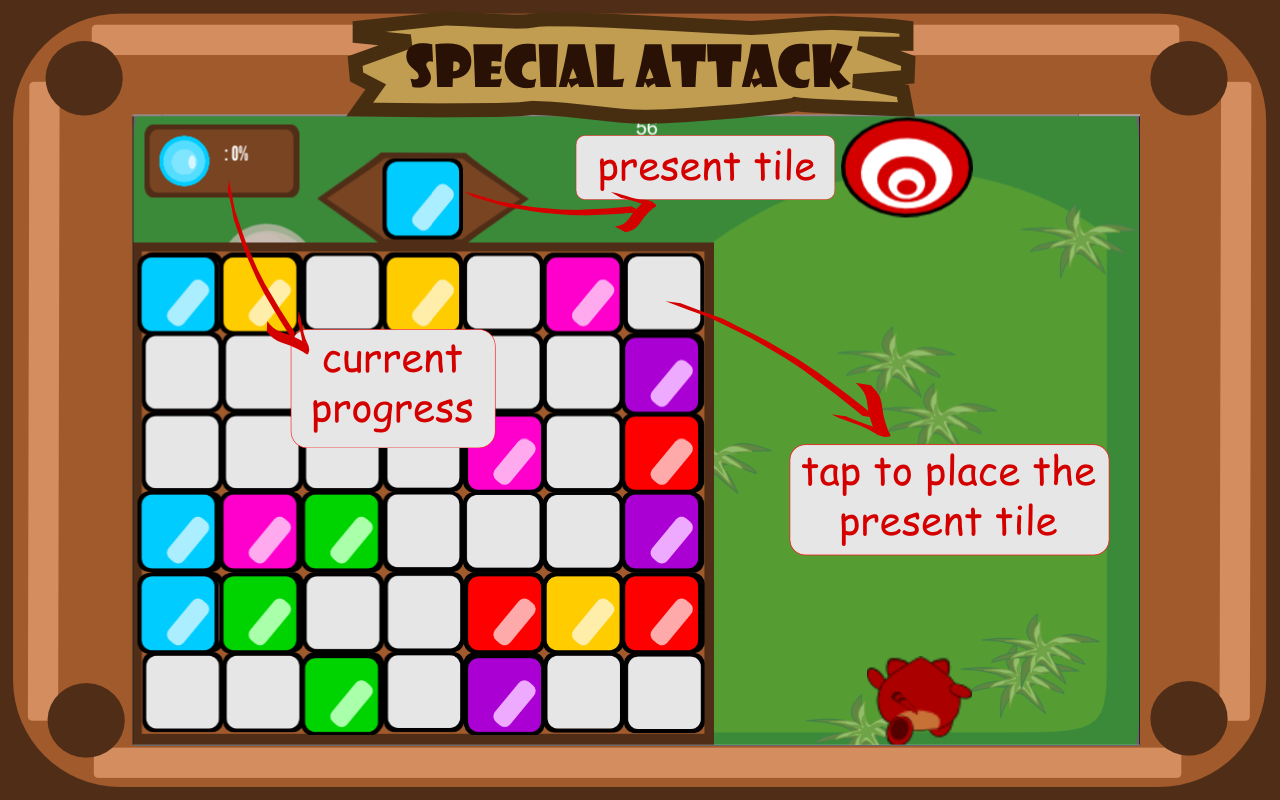 SPECIAL ATTACK
56
: 0%
present tile
current
progress
tap to place the
present tile